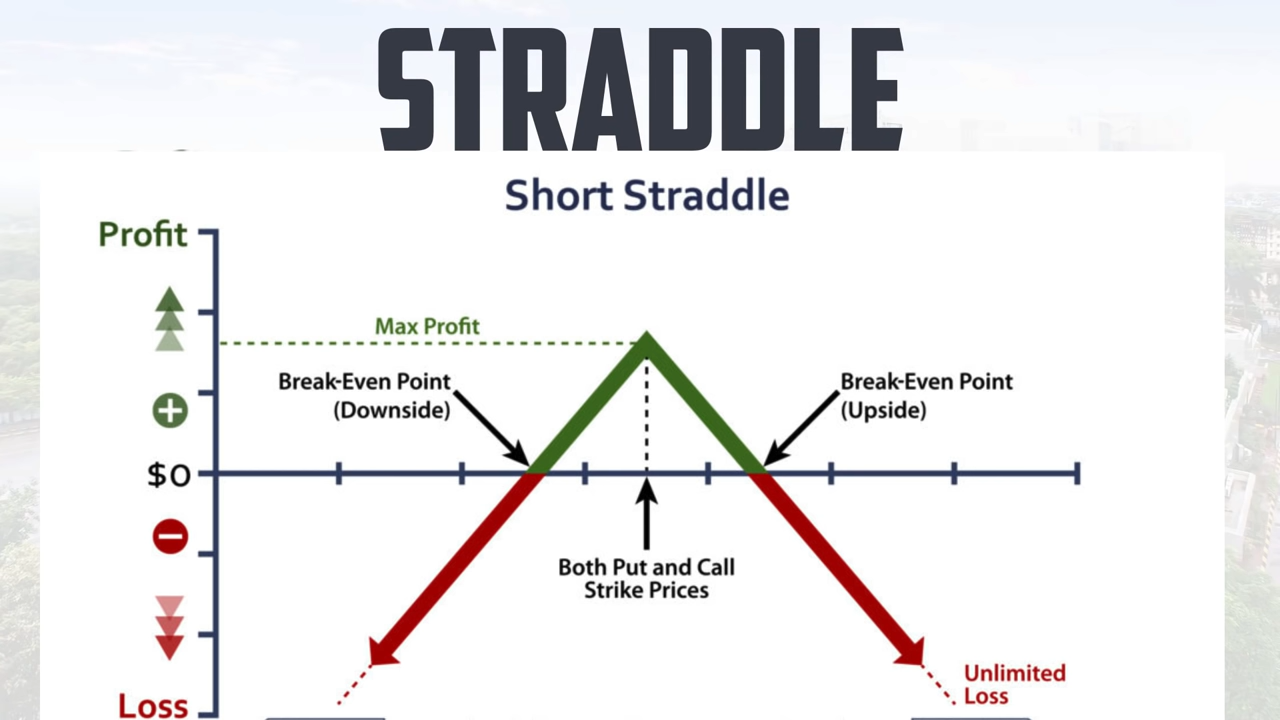 STRADDLE
Short Straddle
Profit
Max Profit
Break-Even Point
(Downside)
Break-Even Point
(Upside)
$0
Both Put and Call
Strike Prices
Unlimited
Loss
Loss